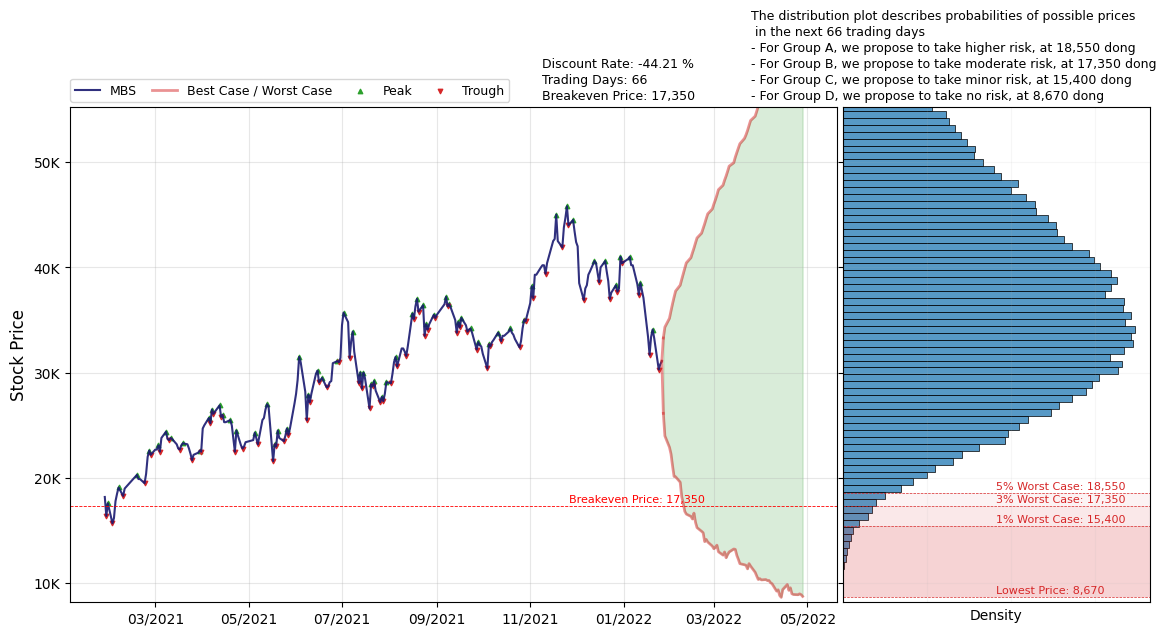 The distribution plot describes probabilities of possible prices
in the next 66 trading days
- For Group A, we propose to take higher risk, at 18,550 dong
- For Group B, we propose to take moderate risk, at 17,350 dong
- For Group C, we propose to take minor risk, at 15,400 dong
- For Group D, we propose to take no risk, at 8,670 dong
Discount Rate: -44.21 %
Trading Days: 66
Breakeven Price: 17,350
MBS Best Case / Worst Case Peak Trough
Stock Price
50K
40K
30K
20K
10K
Breakeven Price: 17,350
03/2021 05/2021 07/2021 09/2021 11/2021 01/2022 03/2022 05/2022
5% Worst Case: 18,550
3% Worst Case: 17,350
1% Worst Case: 15,400
Lowest Price: 8,670
Density